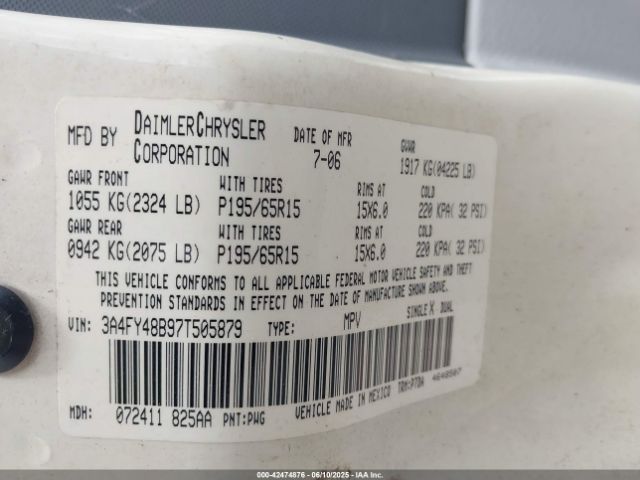 MFD BY DAIMLERCHRYSLER CORPORATION DATE OF MFR 7-06 GVWR 1917 KG(04225 LB)
GAWR FRONT WITH TIRES RIMS AT COLD
1055 KG(2324 LB) P195/65R15 15X6.0 220 KPA( 32 PSI)
GAWR REAR WITH TIRES RIMS AT COLD
0942 KG(2075 LB) P195/65R15 15X6.0 220 KPA( 32 PSI)
THIS VEHICLE CONFORMS TO ALL APPLICABLE FEDERAL MOTOR VEHICLE SAFETY AND THEFT
PREVENTION STANDARDS IN EFFECT ON THE DATE OF MANUFACTURE SHOWN ABOVE.
VIN: 3A4FY48B97T505879 TYPE: MPV SINGLE X DUAL
MDH: 072411 825AA PNT:PWG VEHICLE MADE IN MEXICO TRM:P7DA 4648507
000-42474876 - 06/10/2025 - IAA Inc.